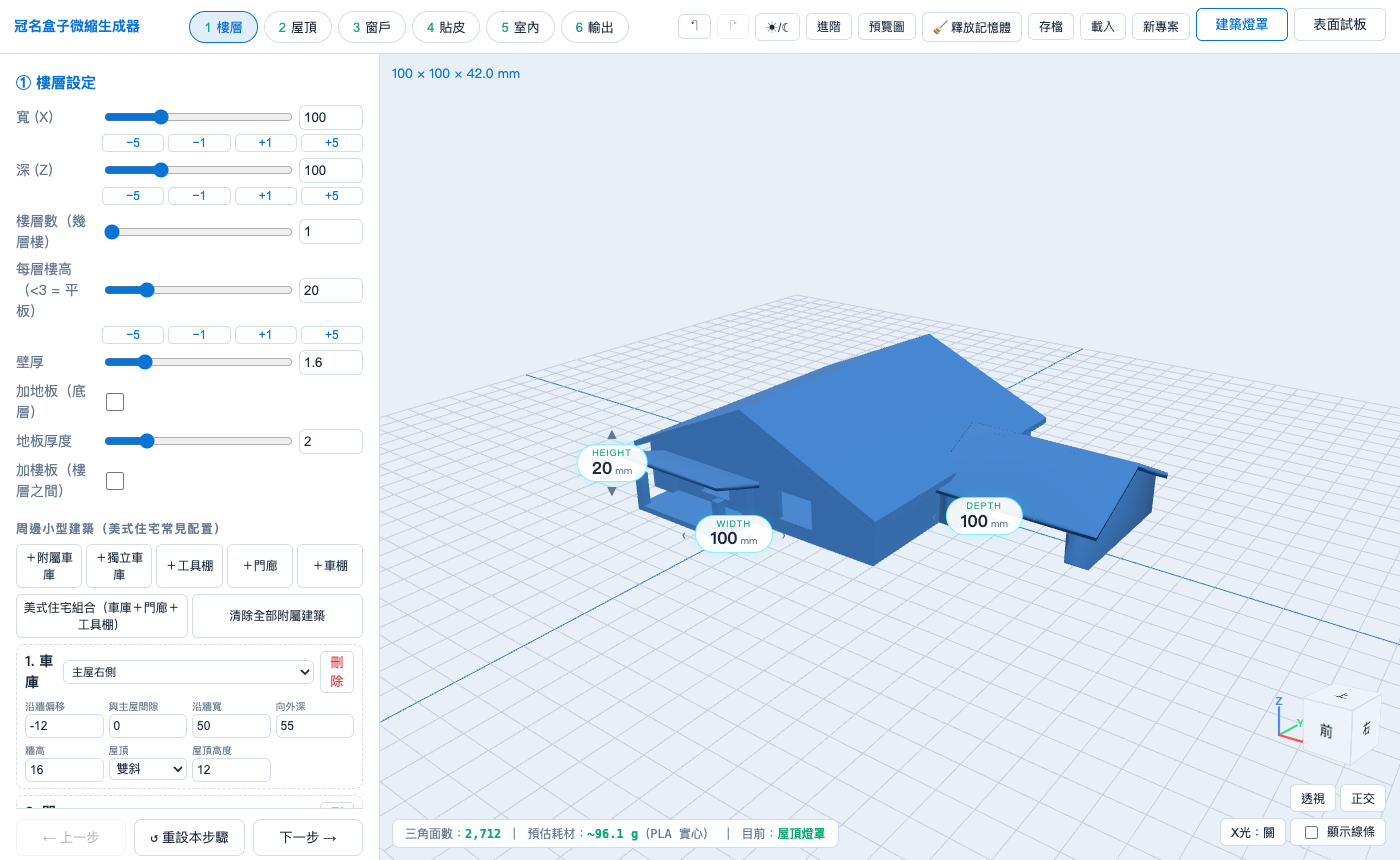 冠名盒子微縮生成器
1 樓層
2 屋頂
3 窗戶
4 貼皮
5 室內
6 輸出
☀/☾
進階
預覽圖
🧹 釋放記憶體
存檔
載入
新專案
建築燈罩
表面試板
① 樓層設定
寬 (X)
100
−5 −1 +1 +5
深 (Z)
100
−5 −1 +1 +5
樓層數（幾
層樓）
1
每層樓高
（<3 = 平
板）
20
−5 −1 +1 +5
壁厚
1.6
加地板（底
層）
地板厚度
2
加樓板（樓
層之間）
周邊小型建築（美式住宅常見配置）
＋附屬車
庫
＋獨立車
庫
＋工具棚
＋門廊
＋車棚
美式住宅組合（車庫＋門廊＋
工具棚）
清除全部附屬建築
1. 車
庫
主屋右側
刪
除
沿牆偏移 與主屋間隙 沿牆寬 向外深
-12 0 50 55
牆高 屋頂 屋頂高度
16 雙斜 12
← 上一步
↺ 重設本步驟
下一步 →
100 × 100 × 42.0 mm
HEIGHT
20 mm
WIDTH
100 mm
DEPTH
100 mm
Z
Y
前
右
透視
正交
X光：關
顯示線條
三角面數：2,712 | 預估耗材：~96.1 g (PLA 實心) | 目前：屋頂燈罩